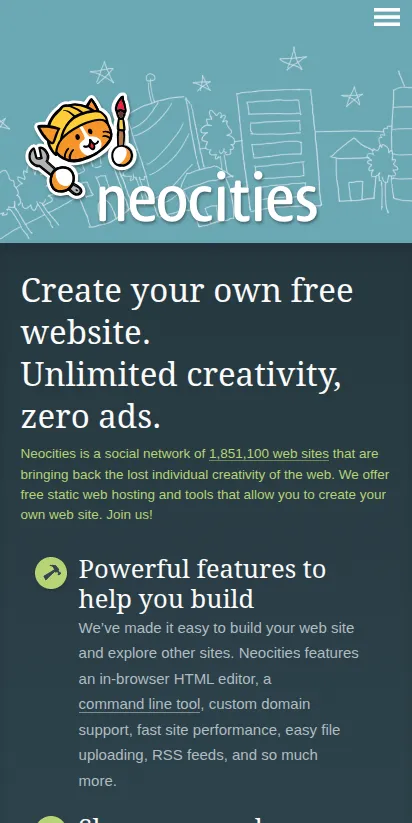 neocities
Create your own free
website.
Unlimited creativity,
zero ads.
Neocities is a social network of 1,851,100 web sites that are
bringing back the lost individual creativity of the web. We offer
free static web hosting and tools that allow you to create your
own web site. Join us!
Powerful features to
help you build
We’ve made it easy to build your web site
and explore other sites. Neocities features
an in-browser HTML editor, a
command line tool, custom domain
support, fast site performance, easy file
uploading, RSS feeds, and so much
more.